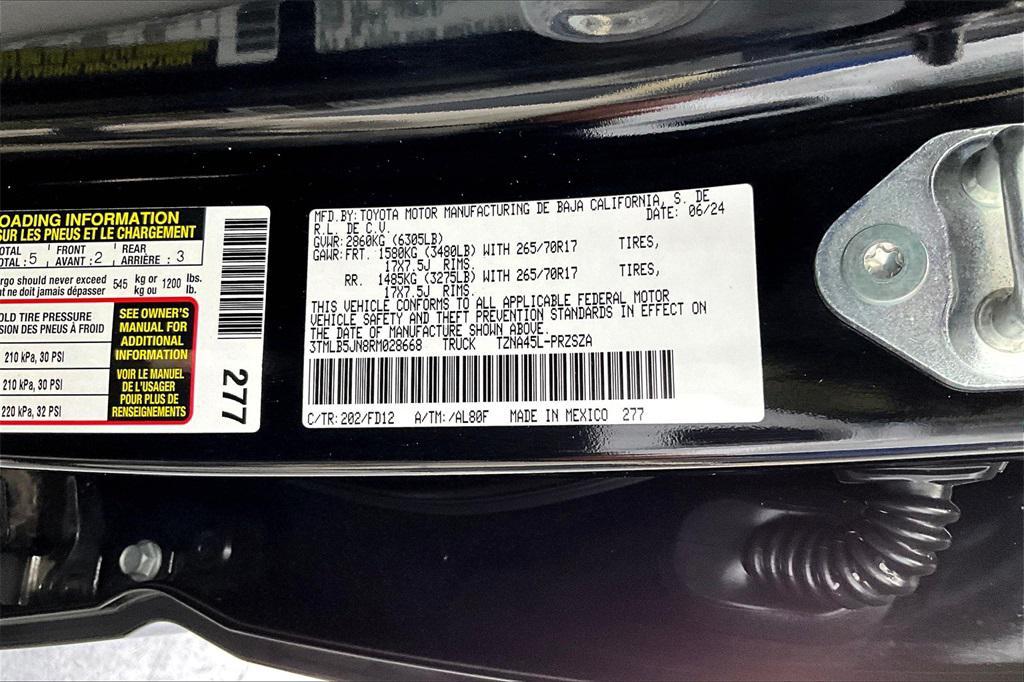 OADING INFORMATION
SUR LES PNEUS ET LE CHARGEMENT
TOTAL : 5 FRONT AVANT : 2 REAR ARRIÈRE : 3
rgo should never exceed 545 kg or 1200 lbs.
nt ne doit jamais dépasser kg ou lb.
OLD TIRE PRESSURE
SSION DES PNEUS À FROID
210 kPa, 30 PSI
210 kPa, 30 PSI
220 kPa, 32 PSI
SEE OWNER'S
MANUAL FOR
ADDITIONAL
INFORMATION
VOIR LE MANUEL
DE L'USAGER
POUR PLUS DE
RENSEIGNEMENTS
277
MFD.BY: TOYOTA MOTOR MANUFACTURING DE BAJA CALIFORNIA, S. DE
R.L. DE C.V. DATE: 06/24
GVWR: 2860KG (6305LB)
GAWR: FRT. 1580KG (3480LB) WITH 265/70R17 TIRES,
17X7.5J RIMS.
RR. 1485KG (3275LB) WITH 265/70R17 TIRES,
17X7.5J RIMS.
THIS VEHICLE CONFORMS TO ALL APPLICABLE FEDERAL MOTOR
VEHICLE SAFETY AND THEFT PREVENTION STANDARDS IN EFFECT ON
THE DATE OF MANUFACTURE SHOWN ABOVE.
3TMLB5JN8RM028668 TRUCK TZNA45L-PRZSZA
C/TR: 202/FD12 A/TM: /AL80F MADE IN MEXICO 277